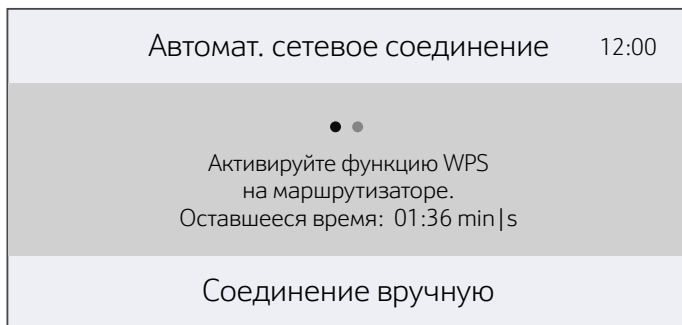 Автомат. сетевое соединение 12:00
Активируйте функцию WPS
на маршрутизаторе.
Оставшееся время: 01:36 min|s
Соединение вручную